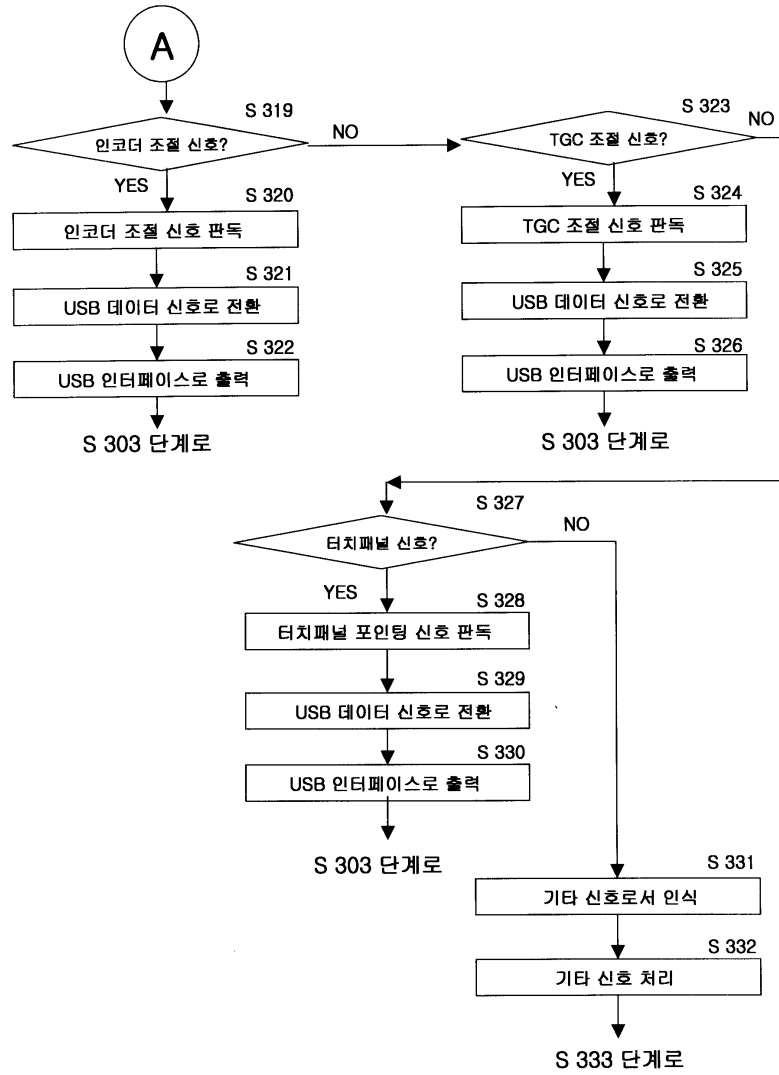 A
S 319
인코더 조절 신호?
NO
YES
S 320
인코더 조절 신호 판독
S 321
USB 데이터 신호로 전환
S 322
USB 인터페이스로 출력
S 303 단계로
S 323
TGC 조절 신호?
NO
YES
S 324
TGC 조절 신호 판독
S 325
USB 데이터 신호로 전환
S 326
USB 인터페이스로 출력
S 303 단계로
S 327
터치패널 신호?
NO
YES
S 328
터치패널 포인팅 신호 판독
S 329
USB 데이터 신호로 전환
S 330
USB 인터페이스로 출력
S 303 단계로
S 331
기타 신호로서 인식
S 332
기타 신호 처리
S 333 단계로